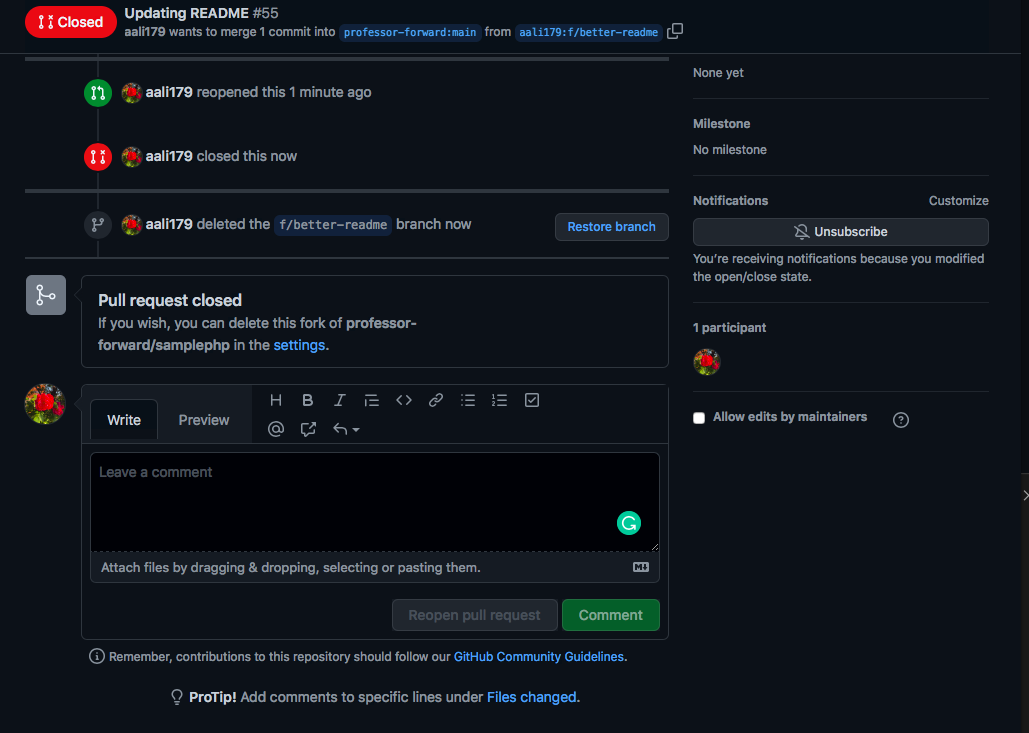 Closed
Updating README #55
aali179 wants to merge 1 commit into professor-forward:main from aali179:f/better-readme
aali179 reopened this 1 minute ago
aali179 closed this now
aali179 deleted the f/better-readme branch now
Restore branch
Pull request closed
If you wish, you can delete this fork of professor-
forward/samplephp in the settings.
Write
Preview
H B I
Leave a comment
G
Attach files by dragging & dropping, selecting or pasting them.
Reopen pull request
Comment
Remember, contributions to this repository should follow our GitHub Community Guidelines.
ProTip! Add comments to specific lines under Files changed.
None yet
Milestone
No milestone
Notifications
Customize
Unsubscribe
You’re receiving notifications because you modified
the open/close state.
1 participant
Allow edits by maintainers